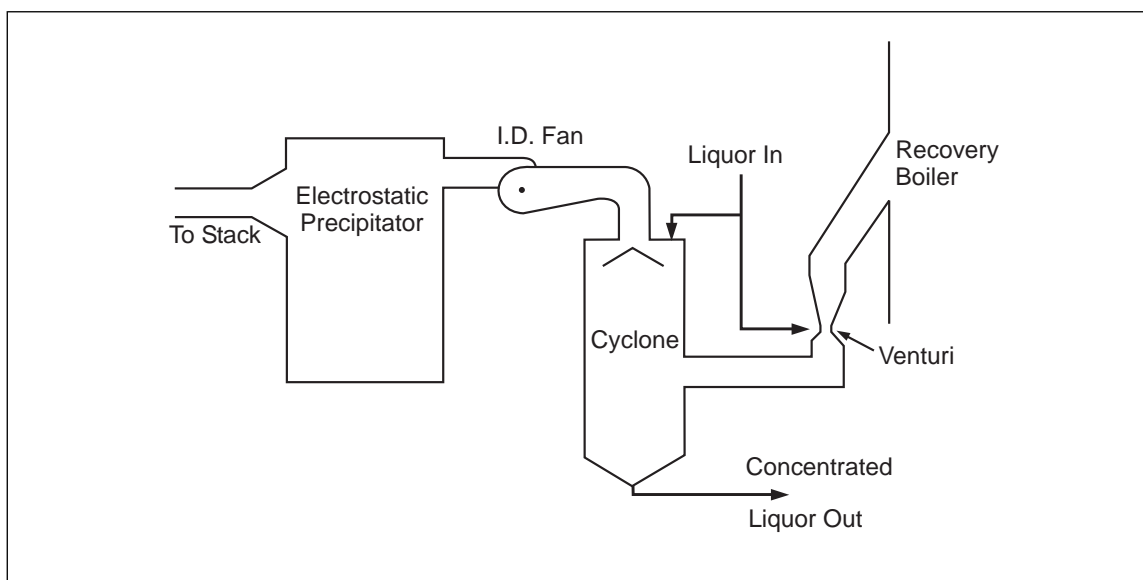 I.D. Fan
Liquor In
Recovery
Boiler
Electrostatic
Precipitator
To Stack
Cyclone
Venturi
Concentrated
Liquor Out